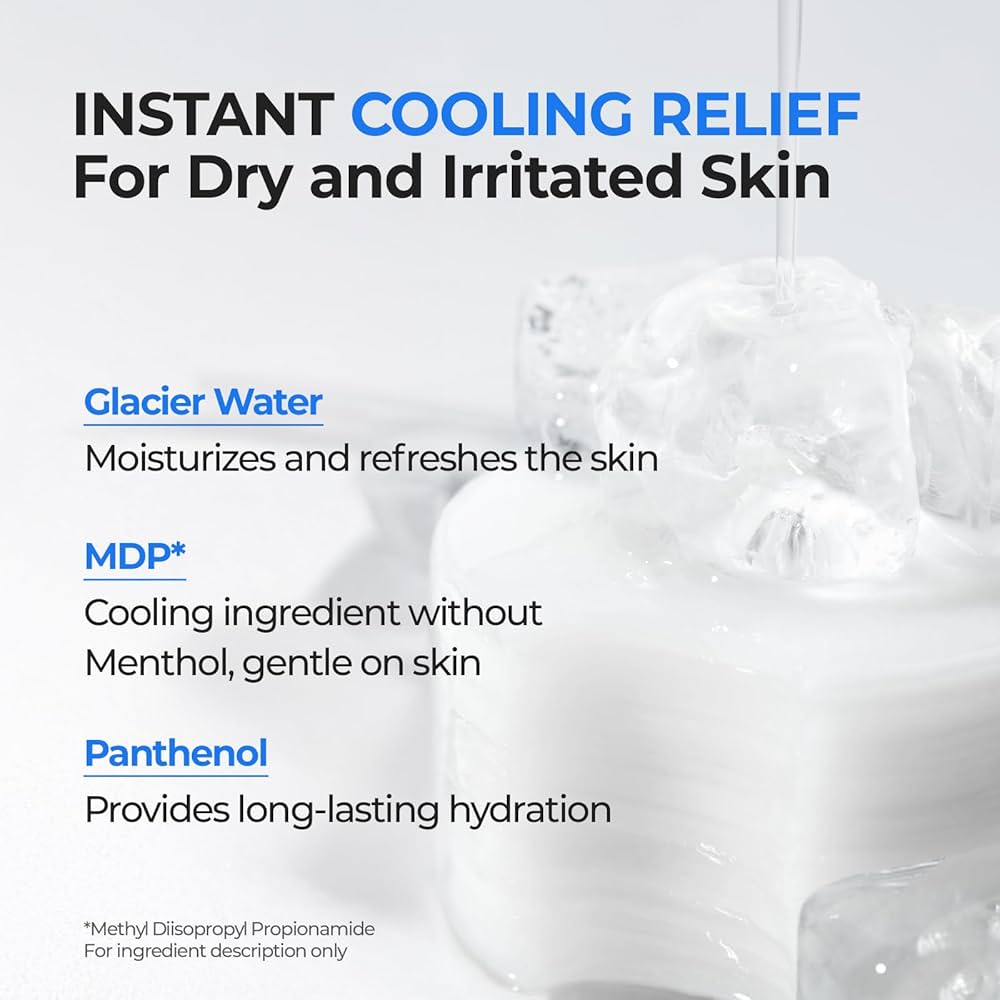 INSTANT COOLING RELIEF
For Dry and Irritated Skin
Glacier Water
Moisturizes and refreshes the skin
MDP*
Cooling ingredient without
Menthol, gentle on skin
Panthenol
Provides long-lasting hydration
*Methyl Diisopropyl Propionamide
For ingredient description only